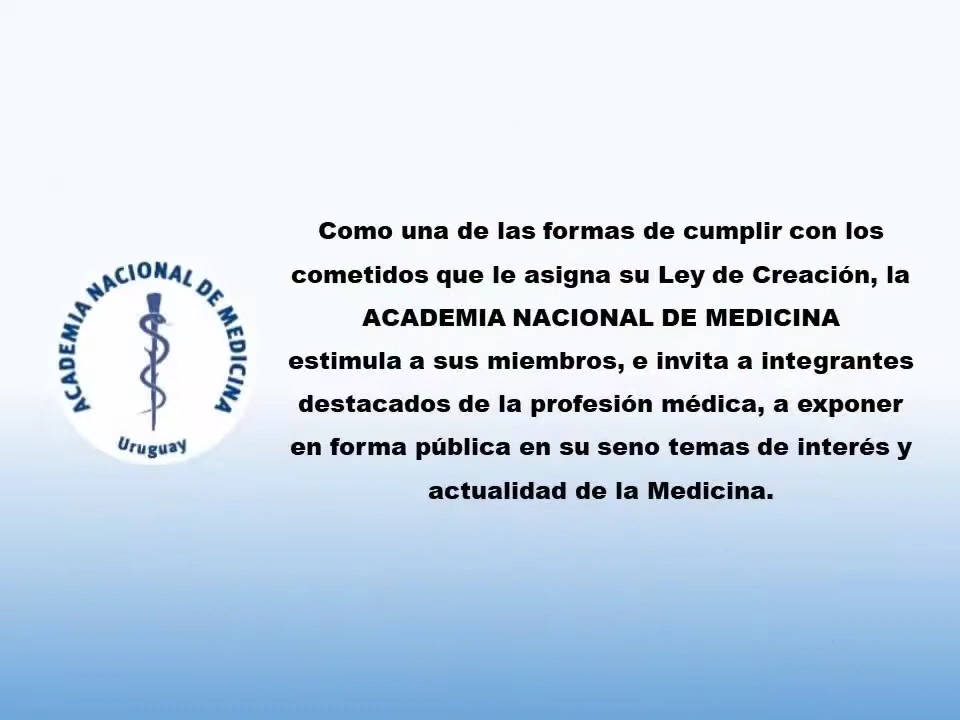 ACADEMIA NACIONAL DE MEDICINA
Uruguay
Como una de las formas de cumplir con los
cometidos que le asigna su Ley de Creación, la
ACADEMIA NACIONAL DE MEDICINA
estimula a sus miembros, e invita a integrantes
destacados de la profesión médica, a exponer
en forma pública en su seno temas de interés y
actualidad de la Medicina.